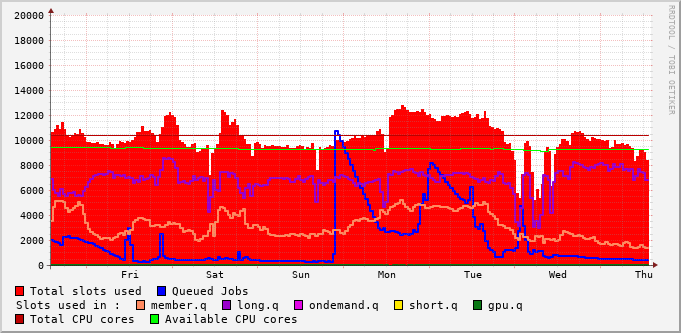 20000
18000
16000
14000
12000
10000
8000
6000
4000
2000
0
Fri Sat Sun Mon Tue Wed Thu
Total slots used Queued Jobs
Slots used in : member.q long.q ondemand.q short.q gpu.q
Total CPU cores Available CPU cores
RRDTOOL / TOBI OETIKER